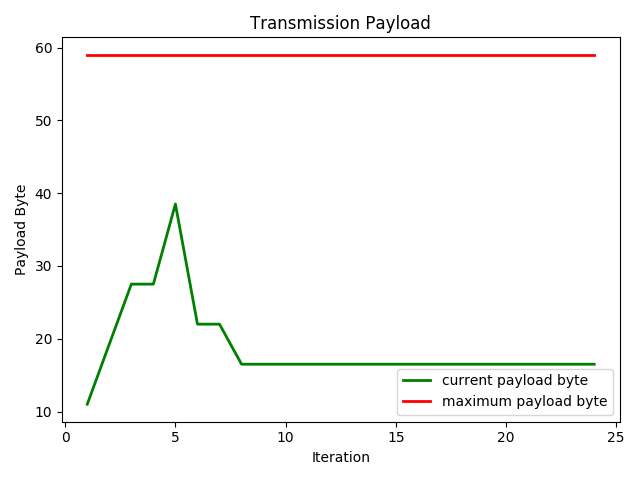 Transmission Payload
60
50
40
30
20
10
Payload Byte
0
5
10
15
20
25
Iteration
current payload byte
maximum payload byte